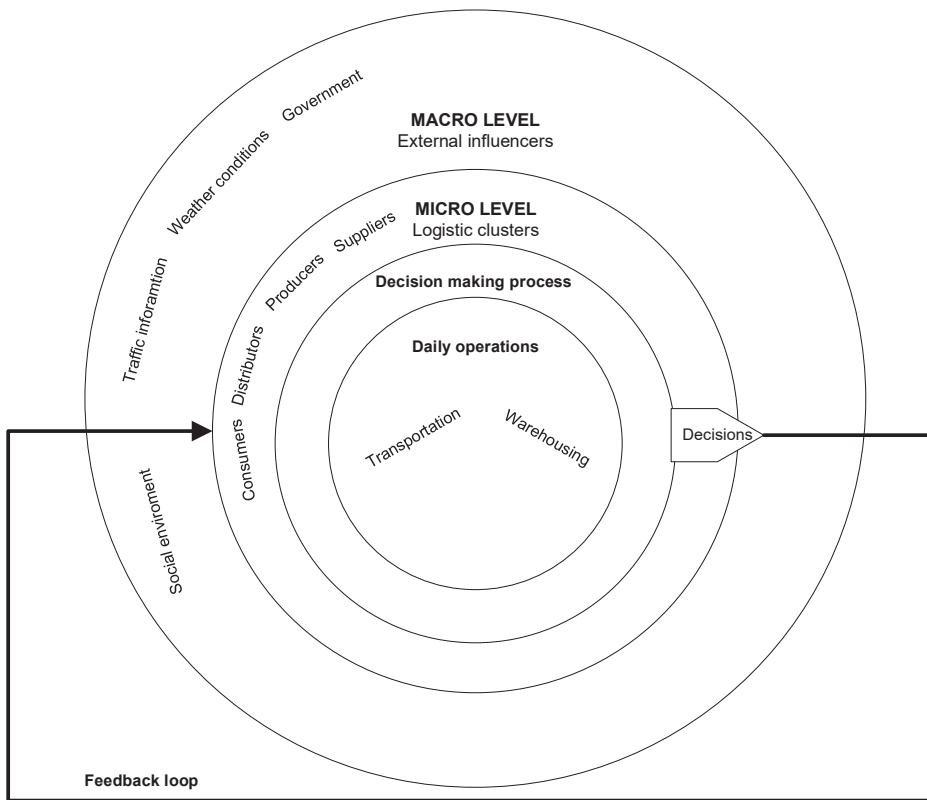 Government
Weather conditions
Traffic inforamtion
Social enviroment
MACRO LEVEL
External influencers
MICRO LEVEL
Logistic clusters
Suppliers
Producers
Distributors
Consumers
Decision making process
Daily operations
Transportation
Warehousing
Decisions
Feedback loop